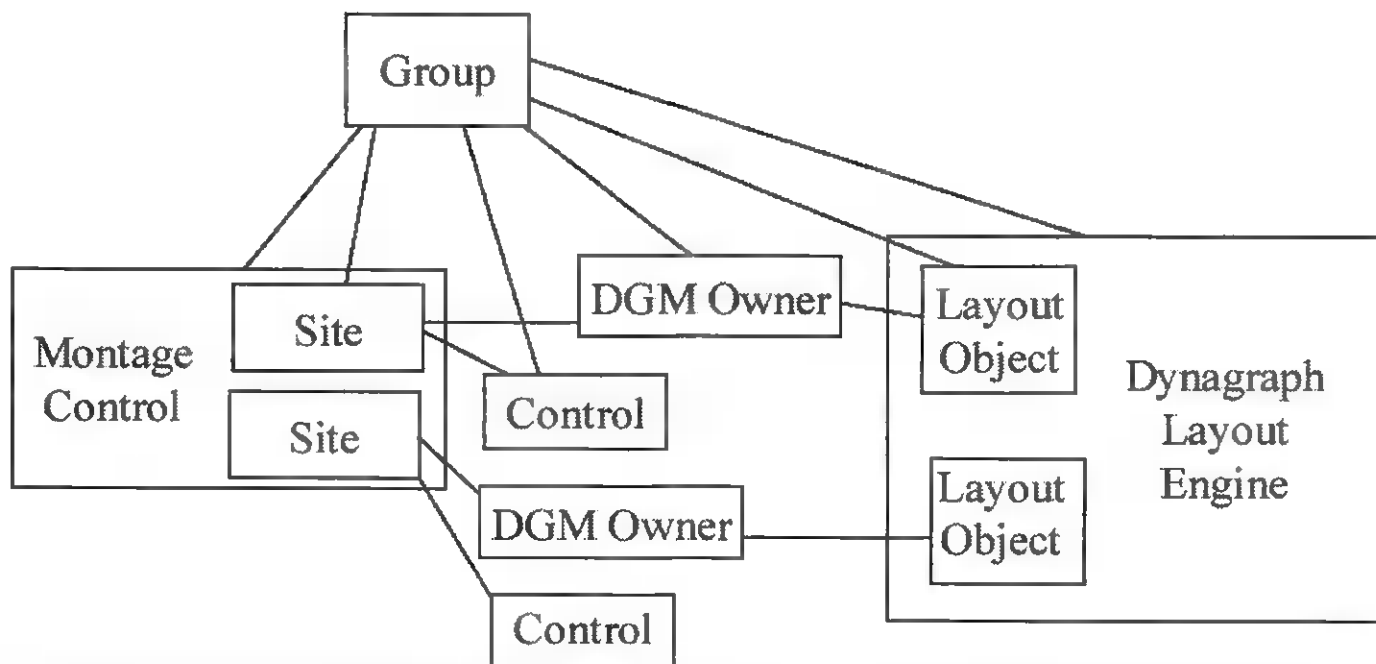 Group
Montage
Control
Site
Site
DGM Owner
Control
DGM Owner
Control
Layout
Object
Layout
Object
Dynagraph
Layout
Engine